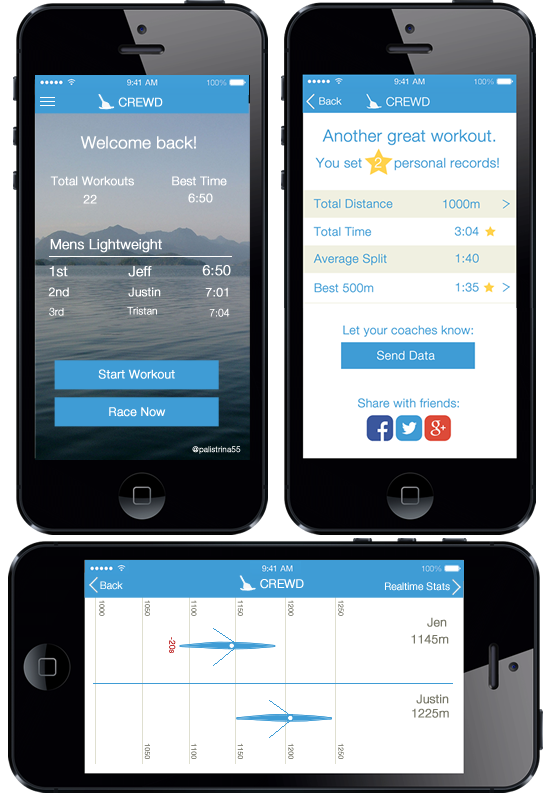 9:41 AM 100%
CREWD
Welcome back!
Total Workouts Best Time
22 6:50
Mens Lightweight
1st Jeff 6:50
2nd Justin 7:01
3rd Tristan 7:04
Start Workout
Race Now
@palistrina55
9:41 AM 100%
Back CREWD
Another great workout.
You set 2 personal records!
Total Distance 1000m
Total Time 3:04
Average Split 1:40
Best 500m 1:35
Let your coaches know:
Send Data
Share with friends:
f g+
9:41 AM 100%
Back CREWD Realtime Stats
1000 1050 1100 1150 1200 1250
Jen
1145m
-20s
Justin
1225m
1050 1100 1150 1200 1250